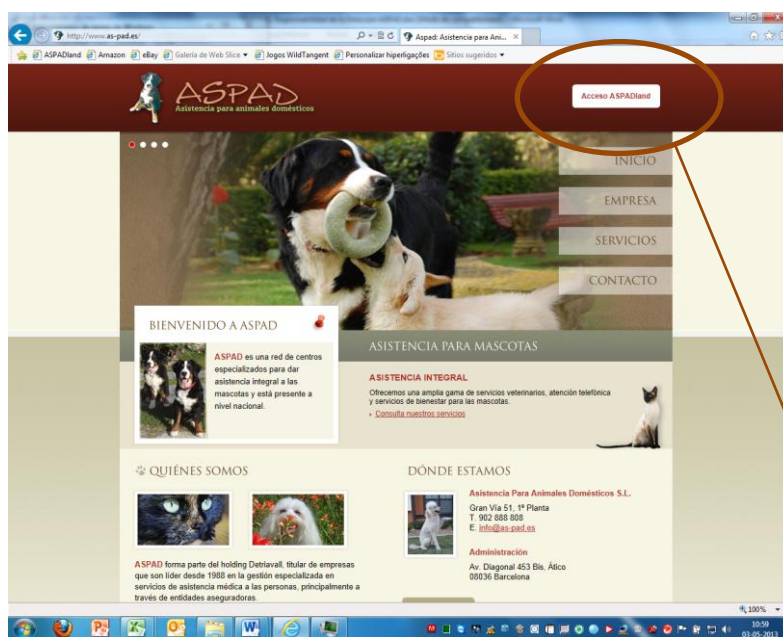 http://www.as-pad.es/
Aspad: Asistencia para Ani...
ASPADland
Amazon
eBay
Galeria de Web Slice
Jogos WildTangent
Personalizar hiperligações
Sitios sugeridos
ASPAD
Asistencia para animales domésticos
Acceso ASPADland
INICIO
EMPRESA
SERVICIOS
CONTACTO
BIENVENIDO A ASPAD
ASPAD es una red de centros
especializados para dar
asistencia integral a las
mascotas y está presente a
nivel nacional.
ASISTENCIA PARA MASCOTAS
ASISTENCIA INTEGRAL
Ofrecemos una amplia gama de servicios veterinarios, atención telefónica
y servicios de bienestar para las mascotas.
Consulta nuestros servicios
QUIÉNES SOMOS
ASPAD forma parte del holding Detriavall, titular de empresas
que son líder desde 1988 en la gestión especializada en
servicios de asistencia médica a las personas, principalmente a
través de entidades aseguradoras.
DÓNDE ESTAMOS
Asistencia Para Animales Domésticos S.L.
Gran Vía 51, 1ª Planta
T. 902 888 808
E. info@as-pad.es
Administración
Av. Diagonal 453 Bis, Ático
08036 Barcelona
100%
10:59